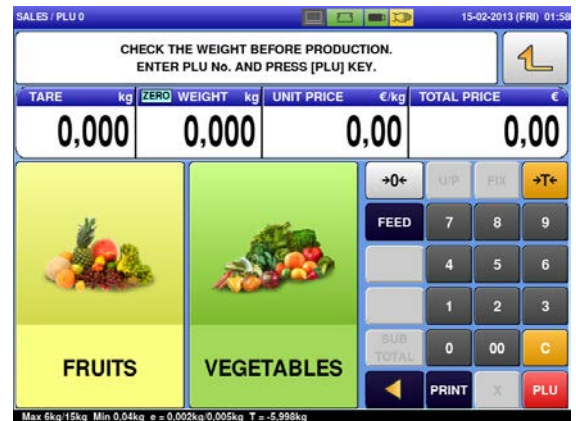 SALES / PLU 0
15-02-2013 (FRI) 01:58
CHECK THE WEIGHT BEFORE PRODUCTION.
ENTER PLU No. AND PRESS [PLU] KEY.
TARE kg ZERO WEIGHT kg UNIT PRICE €/kg TOTAL PRICE €
0,000 0,000 0,00 0,00
→0← U/P FIX →T←
FEED 7 8 9
4 5 6
1 2 3
SUB TOTAL 0 00 C
PRINT X PLU
FRUITS VEGETABLES
Max 6kg/15kg Min 0,04kg e = 0,002kg/0,005kg T = -5,998kg